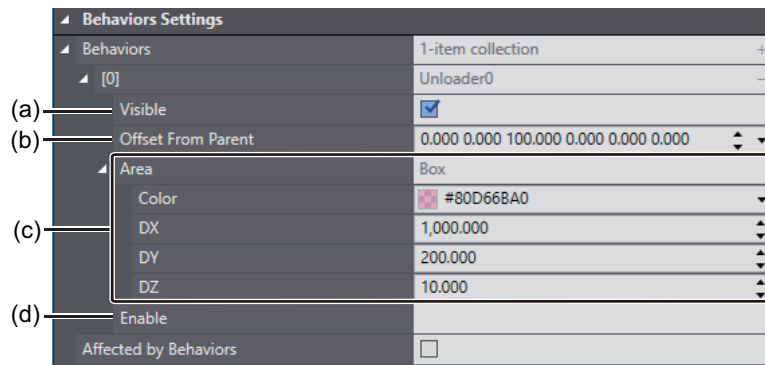 Behaviors Settings
Behaviors 1-item collection +
[0] Unloader0 −
(a) Visible
(b) Offset From Parent 0.000 0.000 100.000 0.000 0.000 0.000
Area Box
Color #80D66BA0
(c) DX 1,000.000
DY 200.000
DZ 10.000
(d) Enable
Affected by Behaviors